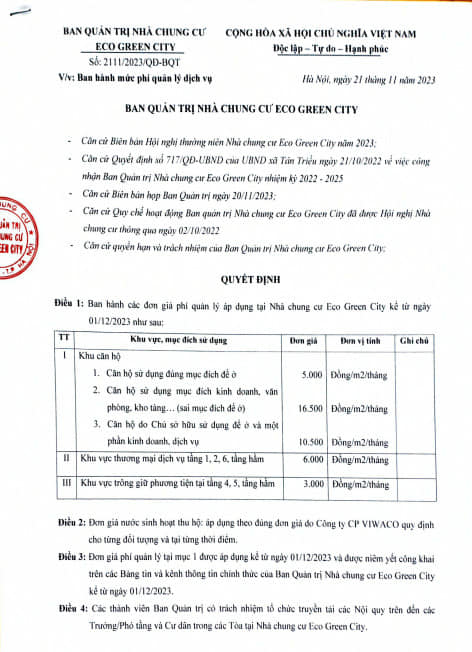 BAN QUẢN TRỊ NHÀ CHUNG CƯ
ECO GREEN CITY
Số: 2111/2023/QĐ-BQT
V/v: Ban hành mức phí quản lý dịch vụ
CỘNG HÒA XÃ HỘI CHỦ NGHĨA VIỆT NAM
Độc lập – Tự do – Hạnh phúc
Hà Nội, ngày 21 tháng 11 năm 2023
BAN QUẢN TRỊ NHÀ CHUNG CƯ ECO GREEN CITY
- Căn cứ Biên bản Hội nghị thường niên Nhà chung cư Eco Green City năm 2023;
- Căn cứ Quyết định số 717/QĐ-UBND của UBND xã Tân Triều ngày 21/10/2022 về việc công
nhận Ban Quản trị Nhà chung cư Eco Green City nhiệm kỳ 2022 - 2025
- Căn cứ Biên bản họp Ban Quản trị ngày 20/11/2023;
- Căn cứ Quy chế hoạt động Ban quản trị Nhà chung cư Eco Green City đã được Hội nghị Nhà
chung cư thông qua ngày 02/10/2022
- Căn cứ quyền hạn và trách nhiệm của Ban Quản trị Nhà chung cư Eco Green City;
UẢN TRỊ
UNG CƯ
EEN CITY
QUYẾT ĐỊNH
Điều 1: Ban hành các đơn giá phí quản lý áp dụng tại Nhà chung cư Eco Green City kể từ ngày
01/12/2023 như sau:
TT Khu vực, mục đích sử dụng Đơn giá Đơn vị tính Ghi chú
I Khu căn hộ
1. Căn hộ sử dụng đúng mục đích để ở 5.000 Đồng/m2/tháng
2. Căn hộ sử dụng mục đích kinh doanh, văn
phòng, kho tàng… (sai mục đích để ở) 16.500 Đồng/m2/tháng
3. Căn hộ do Chủ sở hữu sử dụng để ở và một
phần kinh doanh, dịch vụ 10.500 Đồng/m2/tháng
II Khu vực thương mại dịch vụ tầng 1, 2, 6, tầng hầm 6.000 Đồng/m2/tháng
III Khu vực trông giữ phương tiện tại tầng 4, 5, tầng hầm 3.000 Đồng/m2/tháng
Điều 2: Đơn giá nước sinh hoạt thu hộ: áp dụng theo đúng đơn giá do Công ty CP VIWACO quy định
cho từng đối tượng và tại từng thời điểm.
Điều 3: Đơn giá phí quản lý tại mục 1 được áp dụng kể từ ngày 01/12/2023 và được niêm yết công khai
trên các Bảng tin và kênh thông tin chính thức của Ban Quản trị Nhà chung cư Eco Green City
kể từ ngày 01/12/2023.
Điều 4: Các thành viên Ban Quản trị có trách nhiệm tổ chức truyền tải các Nội quy trên đến các
Trưởng/Phó tầng và Cư dân trong các Tòa tại Nhà chung cư Eco Green City.